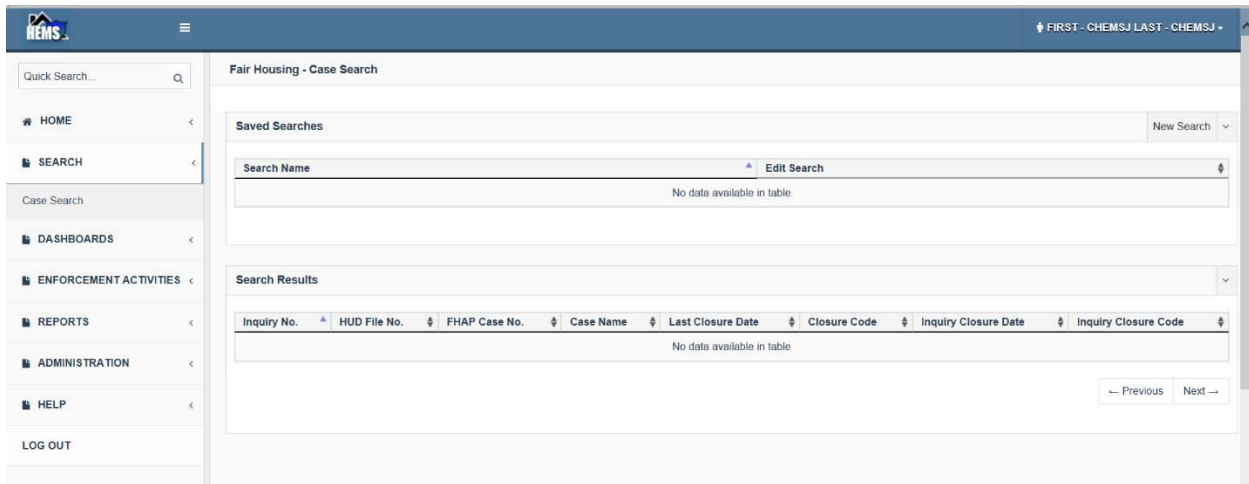 HEMS
FIRST - CHEMSJ LAST - CHEMSJ
Quick Search...
Fair Housing - Case Search
HOME
SEARCH
Case Search
DASHBOARDS
ENFORCEMENT ACTIVITIES
REPORTS
ADMINISTRATION
HELP
LOG OUT
Saved Searches New Search
Search Name Edit Search
No data available in table
Search Results
Inquiry No. HUD File No. FHAP Case No. Case Name Last Closure Date Closure Code Inquiry Closure Date Inquiry Closure Code
No data available in table
← Previous Next →